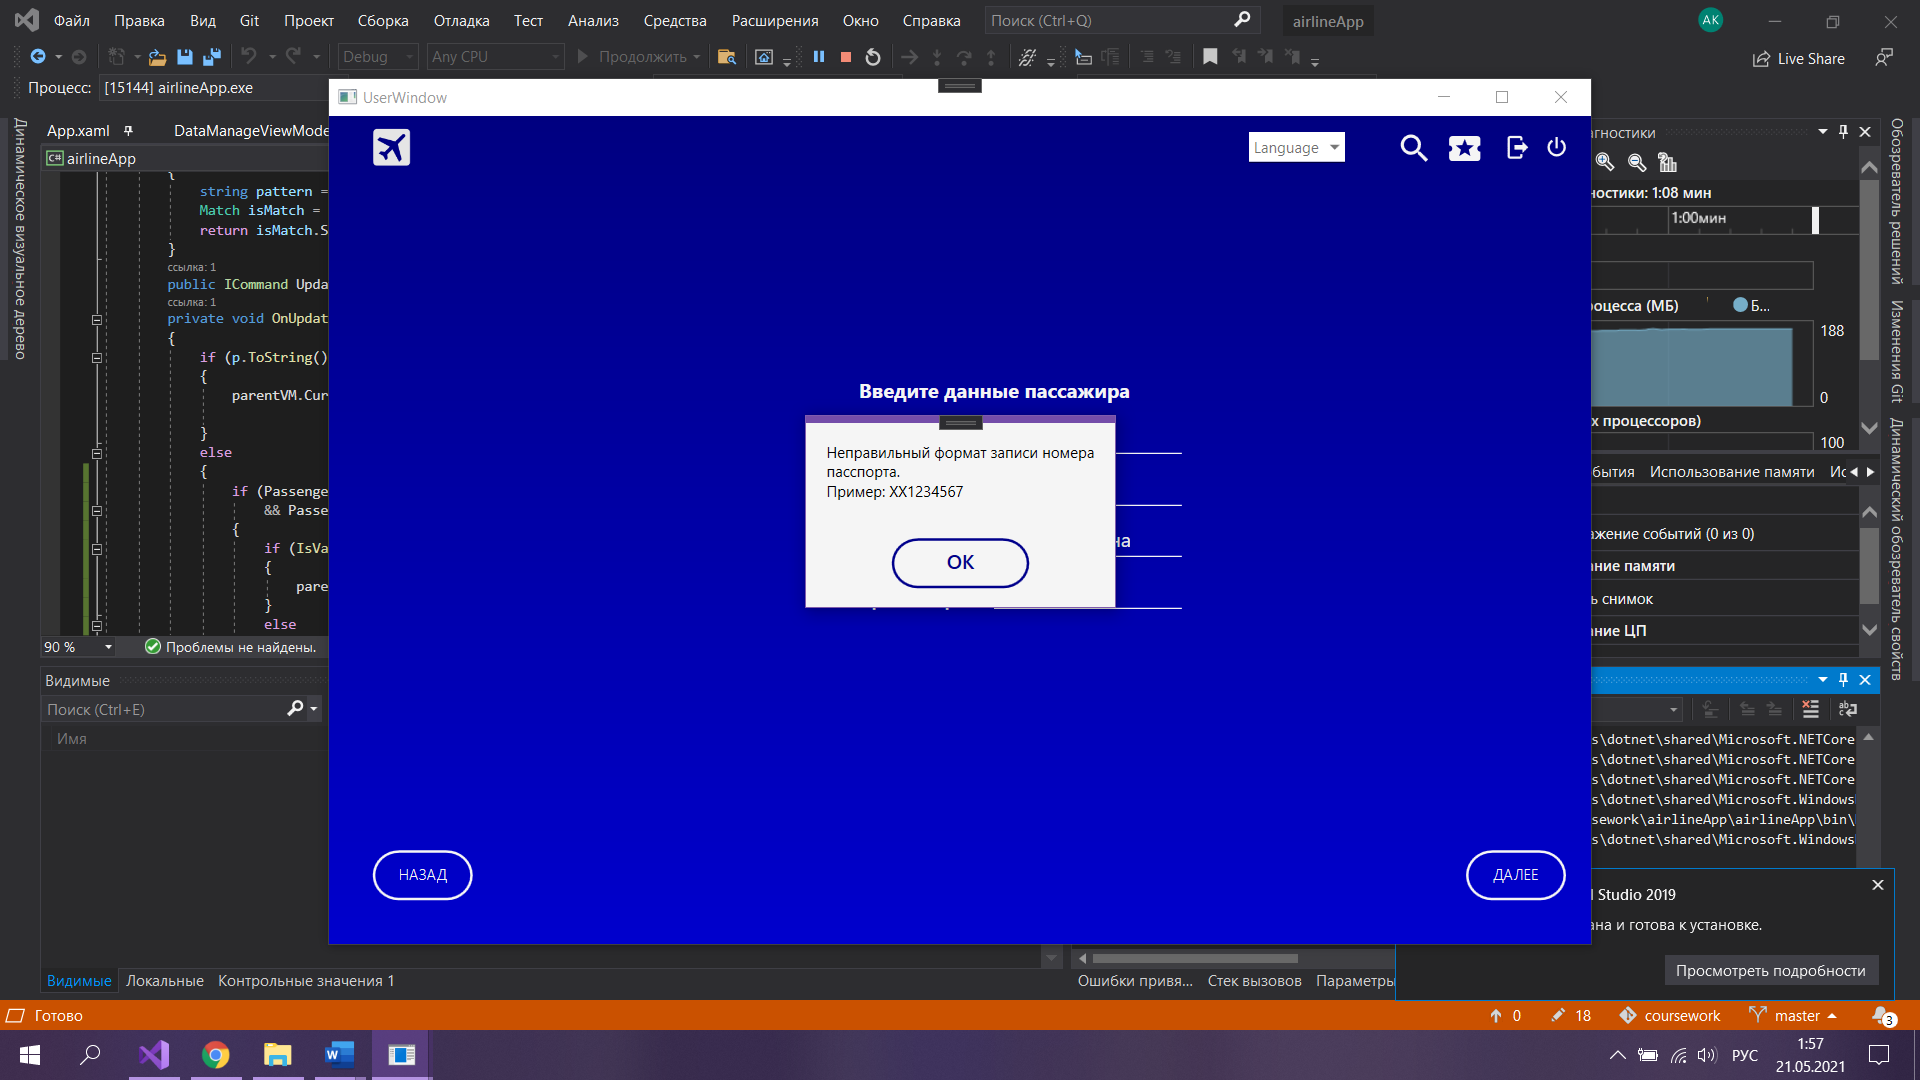 Файл Правка Вид Git Проект Сборка Отладка Тест Анализ Средства Расширения Окно Справка Поиск (Ctrl+Q) airlineApp AK
Debug Any CPU Продолжить Live Share
Процесс: [15144] airlineApp.exe
UserWindow
Динамическое визуальное дерево
App.xaml DataManageViewMode
C# airlineApp
{
string pattern =
Match isMatch =
return isMatch.S
}
ссылка: 1
public ICommand Upda
ссылка: 1
private void OnUpdat
{
if (p.ToString()
{
parentVM.Cur
}
else
{
if (Passenge
&& Passe
{
if (IsVa
{
pare
}
else
90 % Проблемы не найдены.
Language
Введите данные пассажира
Неправильный формат записи номера
пасспорта.
Пример: XX1234567
OK
на
НАЗАД
ДАЛЕЕ
агностики
ностики: 1:08 мин
1:00мин
роцесса (МБ) Б...
188
0
х процессоров)
100
бытия Использование памяти Ис
ажение событий (0 из 0)
ание памяти
ь снимок
ание ЦП
Обозреватель решений
Изменения Git
Динамический обозреватель свойств
Видимые
Поиск (Ctrl+E)
Имя
s\dotnet\shared\Microsoft.NETCore
s\dotnet\shared\Microsoft.NETCore
s\dotnet\shared\Microsoft.NETCore
s\dotnet\shared\Microsoft.Windows
sework\airlineApp\airlineApp\bin\
s\dotnet\shared\Microsoft.Windows
l Studio 2019
ана и готова к установке.
Просмотреть подробности
Видимые Локальные Контрольные значения 1
Ошибки привя... Стек вызовов Параметры
Готово 0 18 coursework master 3
РУС 1:57
21.05.2021